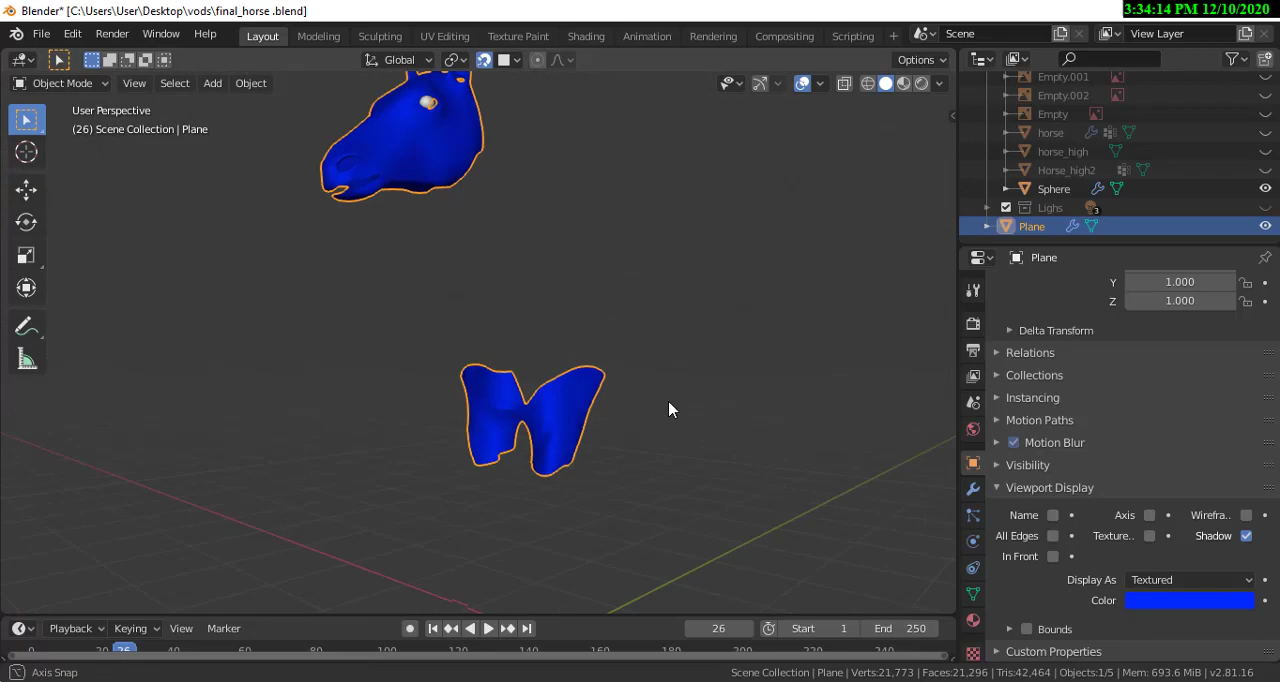 Blender* [C:\Users\User\Desktop\vods\final_horse .blend]
3:34:14 PM 12/10/2020
File Edit Render Window Help Layout Modeling Sculpting UV Editing Texture Paint Shading Animation Rendering Compositing Scripting + Scene View Layer
Global Options
Object Mode View Select Add Object
User Perspective
(26) Scene Collection | Plane
Empty.001
Empty.002
Empty
horse
horse_high
Horse_high2
Sphere
Lighs 3
Plane
Plane
Y 1.000
Z 1.000
Delta Transform
Relations
Collections
Instancing
Motion Paths
Motion Blur
Visibility
Viewport Display
Name Axis Wirefra..
All Edges Texture.. Shadow
In Front
Display As Textured
Color
Bounds
Custom Properties
Playback Keying View Marker 26 Start 1 End 250
0 20 26 40 60 80 100 120 140 160 180 200 220 240
Axis Snap Scene Collection | Plane | Verts:21,773 | Faces:21,296 | Tris:42,464 | Objects:1/5 | Mem: 693.6 MiB | v2.81.16